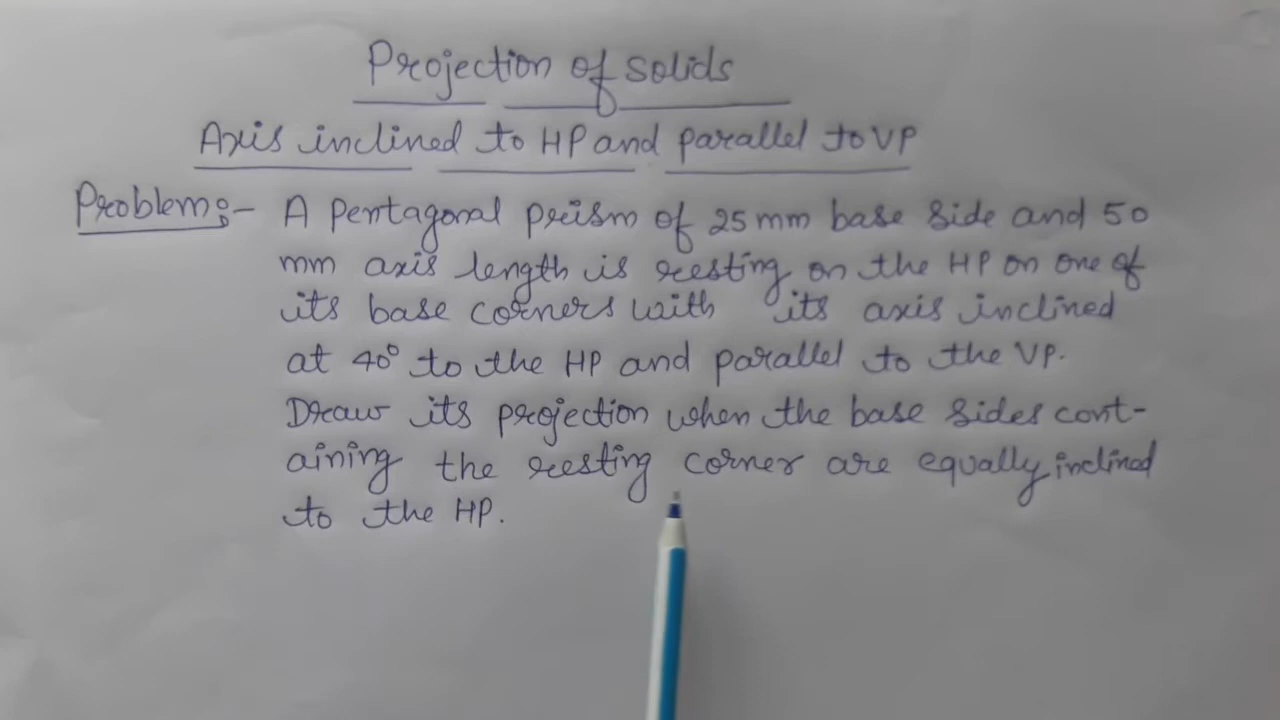 Projection of solids
Axis inclined to HP and parallel to VP
Problem:- A pentagonal prism of 25 mm base side and 50
mm axis length is resting on the HP on one of
its base corners with its axis inclined
at 40° to the HP and parallel to the VP.
Draw its projection when the base sides cont-
aining the resting corner are equally inclined
to the HP.